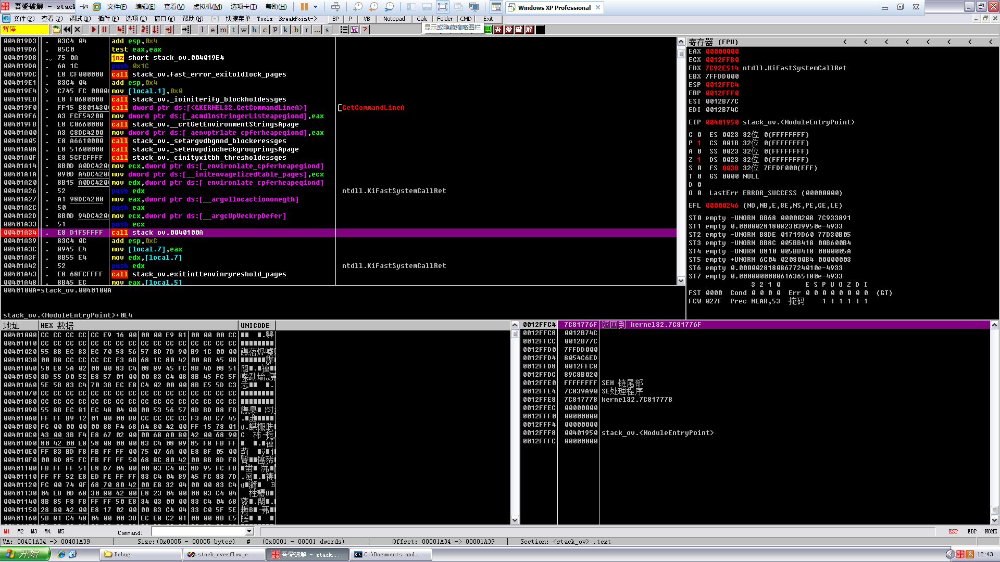 吾愛破解 - stack
文件(F) 编辑(E) 查看(V) 虚拟机(M) 选项卡(T) 帮助(H)
Windows XP Professional
文件(F) 查看(V) 调试(D) 插件(P) 选项(T) 窗口(W) 帮助(H) [+] 快捷菜单 Tools BreakPoint->
BP P VB Notepad Calc Folder CMD Exit
暂停
l e m t w h c p k b r ... s
显示或隐藏缩略图栏
吾 爱 破 解
004019D3 . 83C4 04 add esp,0x4
004019D6 . 85C0 test eax,eax
004019D8 . 75 0A jnz short stack_ov.004019E4
004019DA . 6A 1C push 0x1C
004019DC . E8 CF000000 call stack_ov.fast_error_exitoldlock_pages
004019E1 . 83C4 04 add esp,0x4
004019E4 > C745 FC 0000 mov [local.1],0x0
004019EB . E8 F0680000 call stack_ov._ioiniterify_blockholdessges
004019F0 . FF15 88014300 call dword ptr ds:[<&KERNEL32.GetCommandLineA>] [GetCommandLineA
004019F6 . A3 FCF54200 mov dword ptr ds:[_acmdlnstringerListeapegiond],eax
004019FB . E8 C0660000 call stack_ov.__crtGetEnvironmentStringsApage
00401A00 . A3 C8DC4200 mov dword ptr ds:[_aenvptrlate_cpferheapegiond],eax
00401A05 . E8 A6610000 call stack_ov._setargvdbgnnd_blockeressges
00401A0A . E8 51600000 call stack_ov._setenvpdiocheckgroupringsApage
00401A0F . E8 5CFCFFFF call stack_ov._cinityxitbh_thresholdessges
00401A14 . 8B0D A0DC4200 mov ecx,dword ptr ds:[_environlate_cpferheapegiond]
00401A1A . 890D A4DC4200 mov dword ptr ds:[__initenvagelizedtable_pages],ecx
00401A20 . 8B15 A0DC4200 mov edx,dword ptr ds:[_environlate_cpferheapegiond]
00401A26 . 52 push edx ntdll.KiFastSystemCallRet
00401A27 . A1 98DC4200 mov eax,dword ptr ds:[__argvllocactiononegth]
00401A2C . 50 push eax
00401A2D . 8B0D 94DC4200 mov ecx,dword ptr ds:[__argcUpVeckrpDefer]
00401A33 . 51 push ecx
00401A34 . E8 D1F5FFFF call stack_ov.0040100A
00401A39 . 83C4 0C add esp,0xC
00401A3C . 8945 E4 mov [local.7],eax
00401A3F . 8B55 E4 mov edx,[local.7]
00401A42 . 52 push edx ntdll.KiFastSystemCallRet
00401A43 . E8 68FCFFFF call stack_ov.exitinttenvinryreshold_pages
00401A48 . 8B45 EC mov eax,[local.5]
0040100A=stack_ov.0040100A
stack_ov.<ModuleEntryPoint>+0E4
寄存器 (FPU) < < < < < < < <
EAX 00000000
ECX 0012FFB0
EDX 7C92E514 ntdll.KiFastSystemCallRet
EBX 7FFDD000
ESP 0012FFC4
EBP 0012FFF0
ESI 0012B77C
EDI 0012B74C
EIP 00401950 stack_ov.<ModuleEntryPoint>
C 0 ES 0023 32位 0(FFFFFFFF)
P 1 CS 001B 32位 0(FFFFFFFF)
A 0 SS 0023 32位 0(FFFFFFFF)
Z 1 DS 0023 32位 0(FFFFFFFF)
S 0 FS 003B 32位 7FFDF000(FFF)
T 0 GS 0000 NULL
D 0
O 0 LastErr ERROR_SUCCESS (00000000)
EFL 00000246 (NO,NB,E,BE,NS,PE,GE,LE)
ST0 empty -UNORM BB68 00000208 7C933891
ST1 empty 0.0000028180823039950e-4933
ST2 empty -UNORM B8DE 01719D60 77D30B05
ST3 empty -UNORM BB8C 005BB418 00B600B4
ST4 empty -UNORM B810 005BB418 0000005A
ST5 empty +UNORM 6C04 020800B4 00000003
ST6 empty 0.0000028180867724010e-4933
ST7 empty 0.0000000000616365180e-4933
3 2 1 0 E S P U O Z D I
FST 0000 Cond 0 0 0 0 Err 0 0 0 0 0 0 0 0 (GT)
FCW 027F Prec NEAR,53 掩码 1 1 1 1 1 1
地址 HEX 数据 UNICODE
00401000 CC CC CC CC CC E9 16 00 00 00 E9 81 00 00 00 CC
00401010 CC CC CC CC CC CC CC CC CC CC CC CC CC CC CC CC
00401020 55 8B EC 83 EC 70 53 56 57 8D 7D 90 B9 1C 00 00
00401030 00 B8 CC CC CC CC F3 AB 68 1C 80 42 00 8B 45 08
00401040 50 E8 5A 02 00 00 83 C4 08 89 45 FC 8B 4D 08 51
00401050 8D 55 D0 52 E8 57 01 00 00 83 C4 08 8B 45 FC 5F
00401060 5E 5B 83 C4 70 3B EC E8 C4 02 00 00 8B E5 5D C3
00401070 CC CC CC CC CC CC CC CC CC CC CC CC CC CC CC CC
00401080 CC CC CC CC CC CC CC CC CC CC CC CC CC CC CC CC
00401090 55 8B EC 81 EC 48 04 00 00 53 56 57 8D BD B8 FB
004010A0 FF FF B9 12 01 00 00 B8 CC CC CC CC F3 AB C7 45
004010B0 FC 00 00 00 00 8B F4 68 A4 80 42 00 FF 15 78 01
004010C0 43 00 3B F4 E8 67 02 00 00 68 A0 80 42 00 68 90
004010D0 80 42 00 E8 58 08 00 00 83 C4 08 89 85 F8 FB FF
004010E0 FF 83 BD F8 FB FF FF 00 75 07 6A 00 E8 BF 05 00
004010F0 00 8D 85 FC FB FF FF 50 68 8C 80 42 00 8B 8D F8
00401100 FB FF FF 51 E8 D7 04 00 00 83 C4 0C 8D 95 FC FB
00401110 FF FF 52 E8 ED FE FF FF 83 C4 04 89 45 FC 83 7D
00401120 FC 00 74 0F 68 70 80 42 00 E8 32 04 00 00 83 C4
00401130 04 EB 0D 68 30 80 42 00 E8 23 04 00 00 83 C4 04
00401140 8B 85 F8 FB FF FF 50 E8 34 03 00 00 83 C4 04 68
00401150 28 80 42 00 E8 17 02 00 00 83 C4 04 33 C0 5F 5E
00401160 5B 81 C4 48 04 00 00 3B EC E8 C2 01 00 00 8B E5
0012FFC4 7C81776F 返回到 kernel32.7C81776F
0012FFC8 0012B74C
0012FFCC 0012B77C
0012FFD0 7FFDD000
0012FFD4 8054C6ED
0012FFD8 0012FFC8
0012FFDC 89C8B020
0012FFE0 FFFFFFFF SEH 链尾部
0012FFE4 7C839A90 SE处理程序
0012FFE8 7C817778 kernel32.7C817778
0012FFEC 00000000
0012FFF0 00000000
0012FFF4 00000000
0012FFF8 00401950 stack_ov.<ModuleEntryPoint>
0012FFFC 00000000
M1 M2 M3 M4 M5 Command: ESP EBP NONE
VA: 00401A34 -> 00401A39 Size:(0x0005 - 00005 bytes) # (0x0001 - 00001 dwords) Offset: 00001A34 -> 00001A39 Section: <stack_ov> .text
开始 Debug stack_overflow_e... 吾爱破解 - stack... C:\Documents and... 12:43